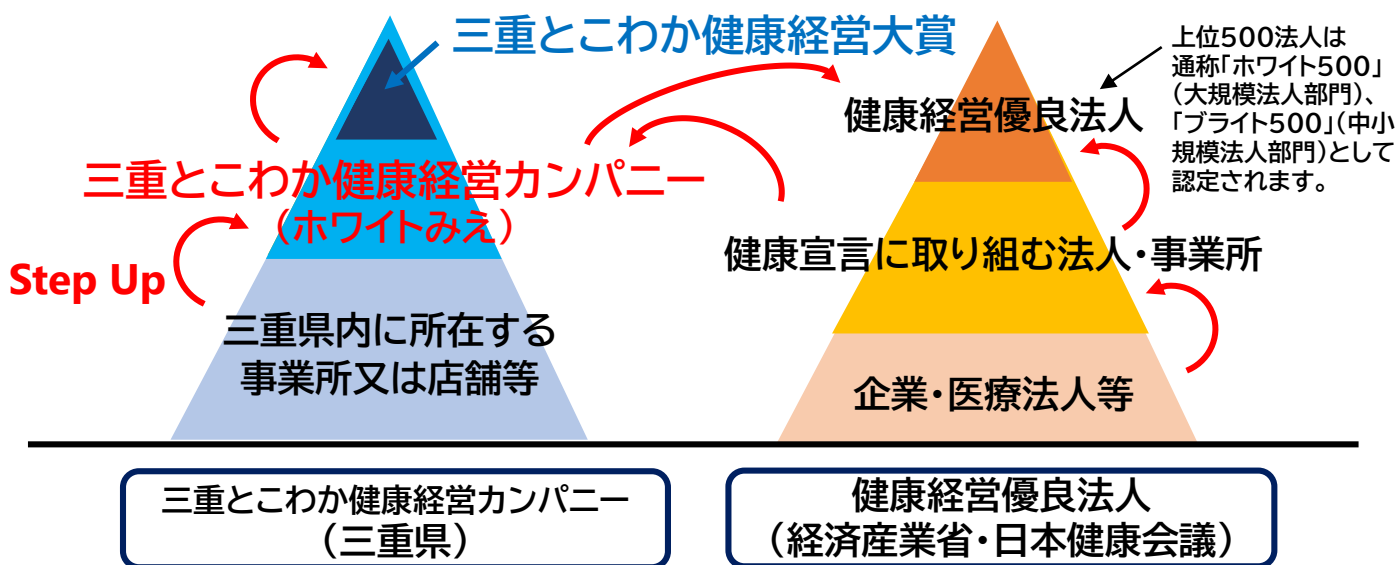 三重とこわか健康経営大賞
三重とこわか健康経営カンパニー
（ホワイトみえ）
Step Up
三重県内に所在する
事業所又は店舗等
三重とこわか健康経営カンパニー
（三重県）
上位500法人は
通称「ホワイト500」
（大規模法人部門）、
「ブライト500」（中小
規模法人部門）として
認定されます。
健康経営優良法人
健康宣言に取り組む法人・事業所
企業・医療法人等
健康経営優良法人
（経済産業省・日本健康会議）